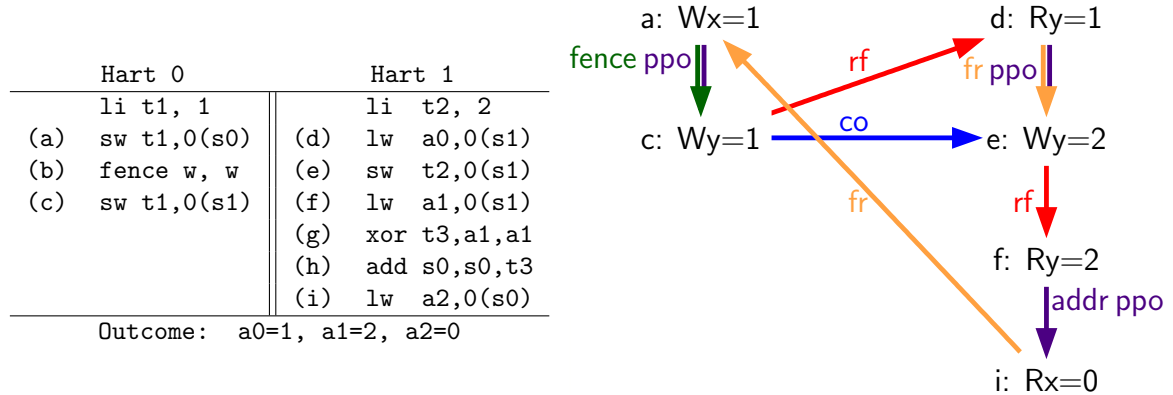 Hart 0 Hart 1
li t1, 1 li t2, 2
(a) sw t1,0(s0) (d) lw a0,0(s1)
(b) fence w, w (e) sw t2,0(s1)
(c) sw t1,0(s1) (f) lw a1,0(s1)
(g) xor t3,a1,a1
(h) add s0,s0,t3
(i) lw a2,0(s0)
Outcome: a0=1, a1=2, a2=0
a: Wx=1 d: Ry=1
fence ppo rf fr ppo
c: Wy=1 co e: Wy=2
fr rf
f: Ry=2
addr ppo
i: Rx=0